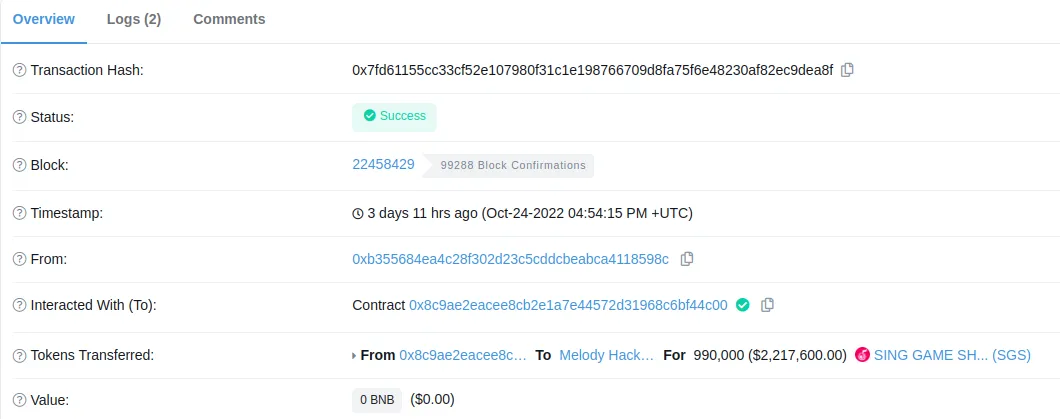 Overview Logs (2) Comments
Transaction Hash: 0x7fd61155cc33cf52e107980f31c1e198766709d8fa75f6e48230af82ec9dea8f
Status: Success
Block: 22458429 99288 Block Confirmations
Timestamp: 3 days 11 hrs ago (Oct-24-2022 04:54:15 PM +UTC)
From: 0xb355684ea4c28f302d23c5cddcbeabca4118598c
Interacted With (To): Contract 0x8c9ae2eacee8cb2e1a7e44572d31968c6bf44c00
Tokens Transferred: From 0x8c9ae2eacee8c... To Melody Hack... For 990,000 ($2,217,600.00) SING GAME SH... (SGS)
Value: 0 BNB ($0.00)